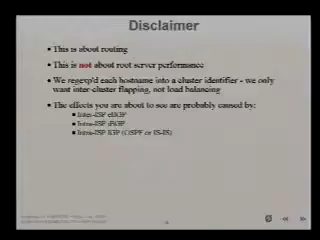 Disclaimer
This is about routing
This is not about root server performance
We regexp'd each hostname into a cluster identifier - we only
want inter-cluster flapping, not load balancing
The effects you are about to see are probably caused by:
Inter-ISP eBGP
Intra-ISP iBGP
Intra-ISP IGP (OSPF or IS-IS)